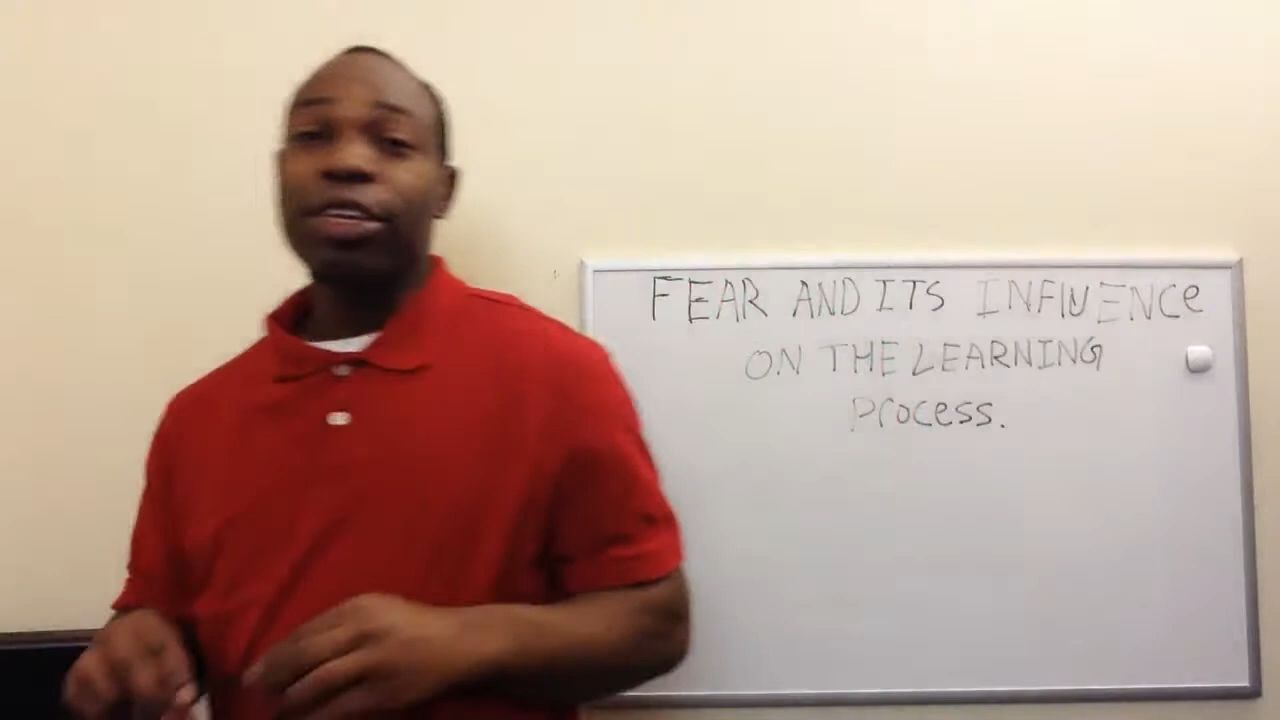 FEAR AND ITS INFLUENCe
ON THE LEARNING
Process.